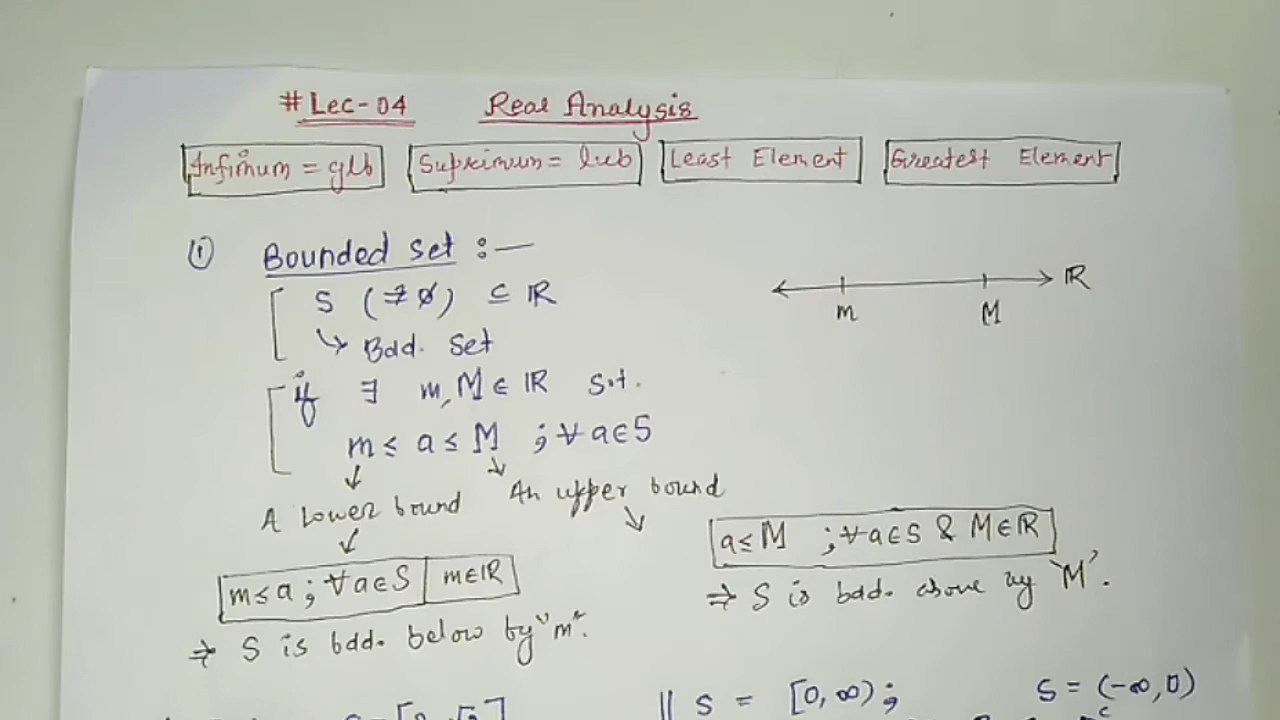 # Lec-04 Real Analysis
Infimum = glb Supremum = lub Least Element Greatest Element
① Bounded Set :—
S (≠ ∅) ⊆ ℝ
↳ Bdd. Set
← m M → ℝ
if ∃ m, M ∈ ℝ s.t.
m ≤ a ≤ M ; ∀ a ∈ S
A Lower bound An upper bound
a ≤ M ; ∀ a ∈ S & M ∈ ℝ
⇒ S is bdd. above by 'M'.
m ≤ a ; ∀ a ∈ S m ∈ ℝ
⇒ S is bdd. below by "m".
S = [0, ∞) ; S = (-∞, 0)